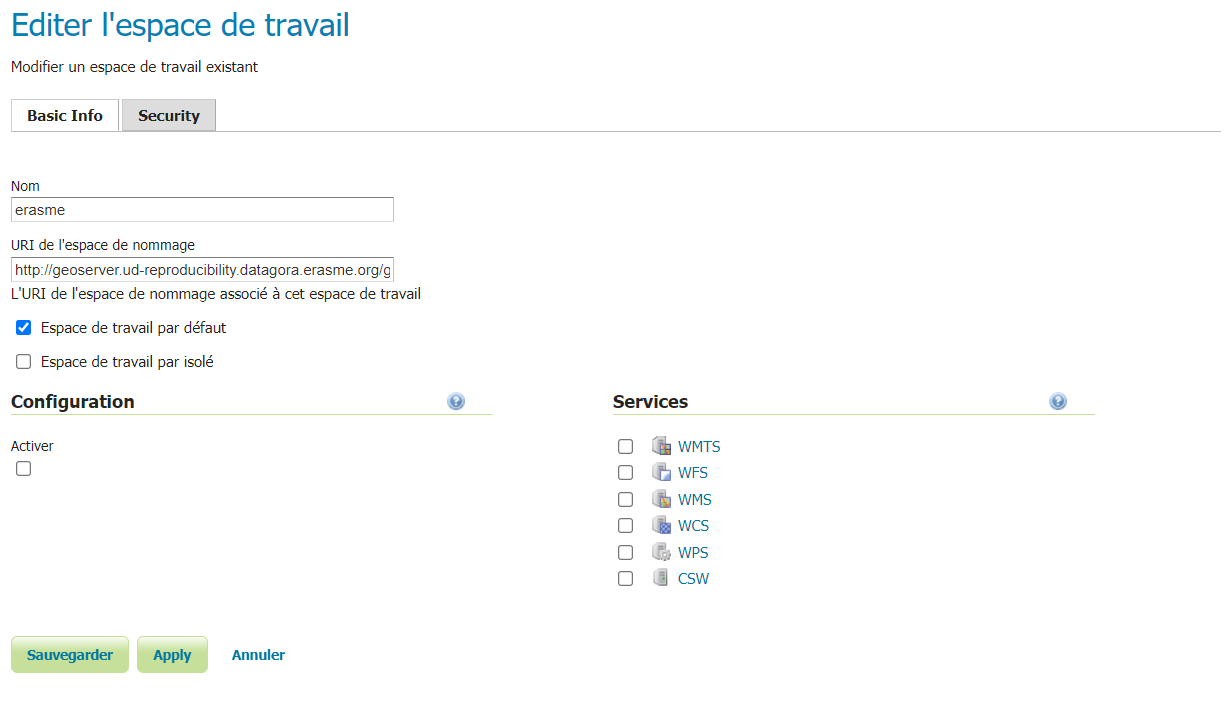 Editer l'espace de travail
Modifier un espace de travail existant
Basic Info
Security
Nom
erasme
URI de l'espace de nommage
http://geoserver.ud-reproducibility.datagora.erasme.org/g
L'URI de l'espace de nommage associé à cet espace de travail
Espace de travail par défaut
Espace de travail par isolé
Configuration
Activer
Services
WMTS
WFS
WMS
WCS
WPS
CSW
Sauvegarder
Apply
Annuler